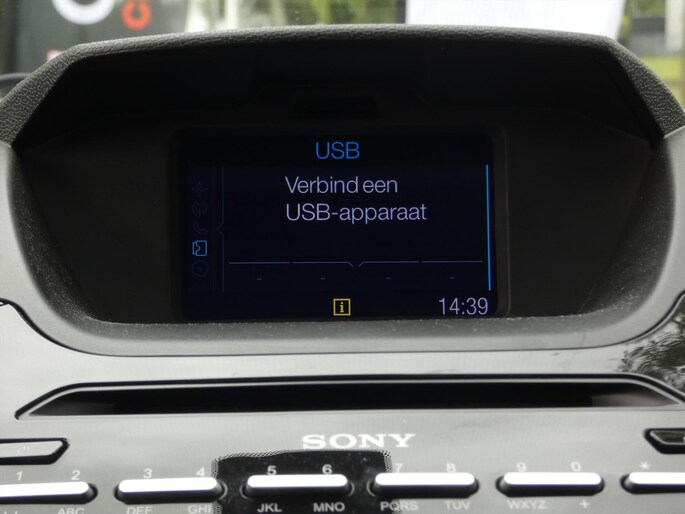 USB
Verbind een
USB-apparaat
- - - -
i 14:39
SONY
1 2 3 4 5 6 7 8 9 0 *
ABC DEF GHI JKL MNO PQRS TUV WXYZ +